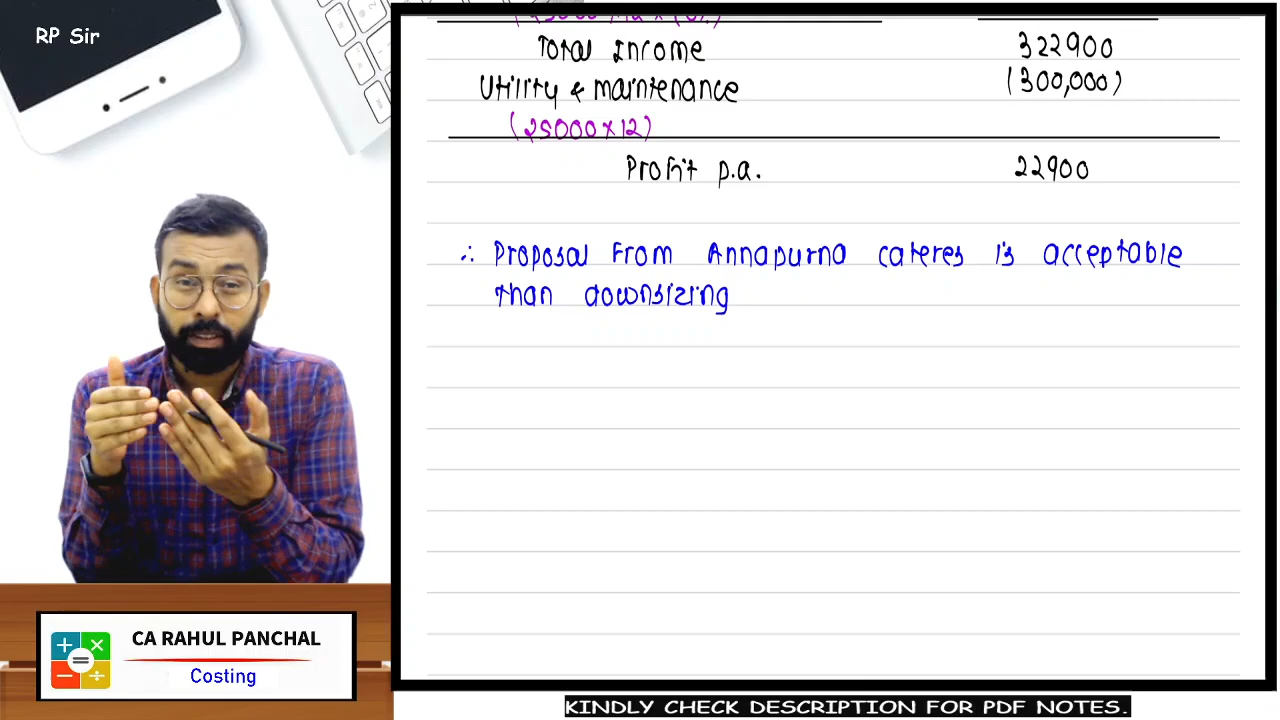 RP Sir
Total Income 322900
Utility & maintenance (300,000)
(25000 x 12)
Profit p.a. 22900
∴ Proposal From Annapurna cateres is acceptable
than downsizing
CA RAHUL PANCHAL
Costing
KINDLY CHECK DESCRIPTION FOR PDF NOTES.